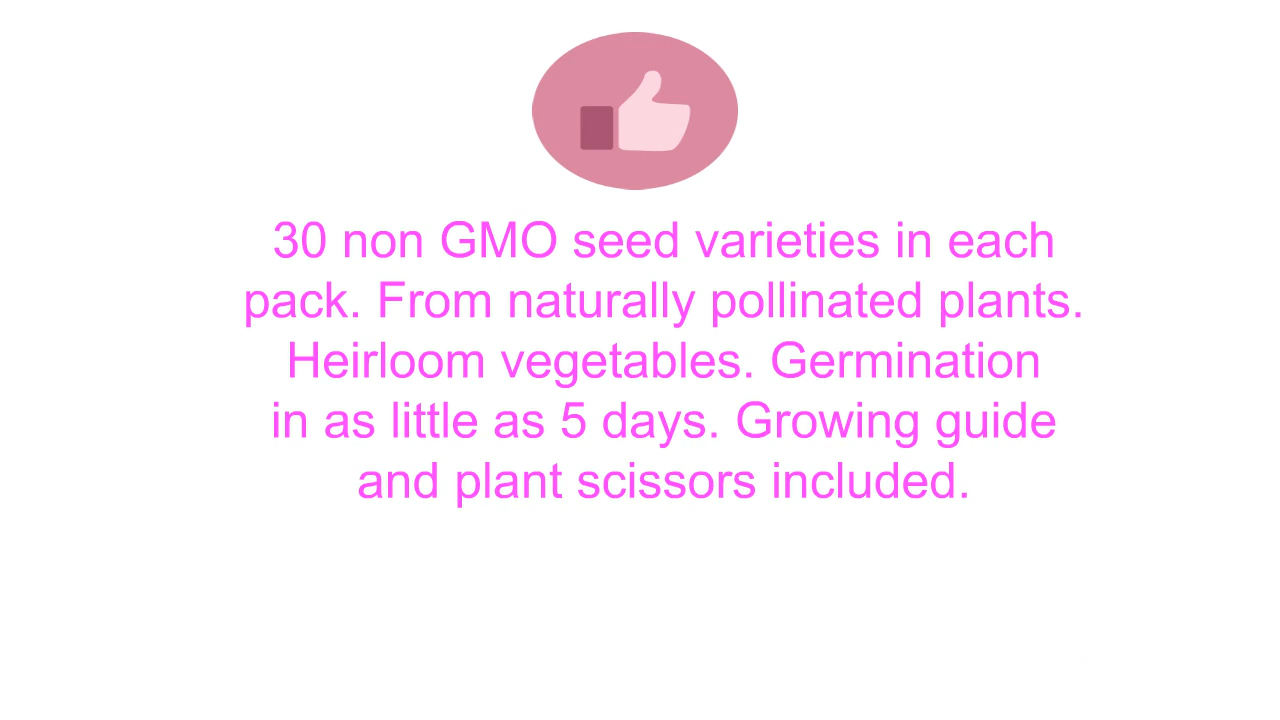 30 non GMO seed varieties in each
pack. From naturally pollinated plants.
Heirloom vegetables. Germination
in as little as 5 days. Growing guide
and plant scissors included.